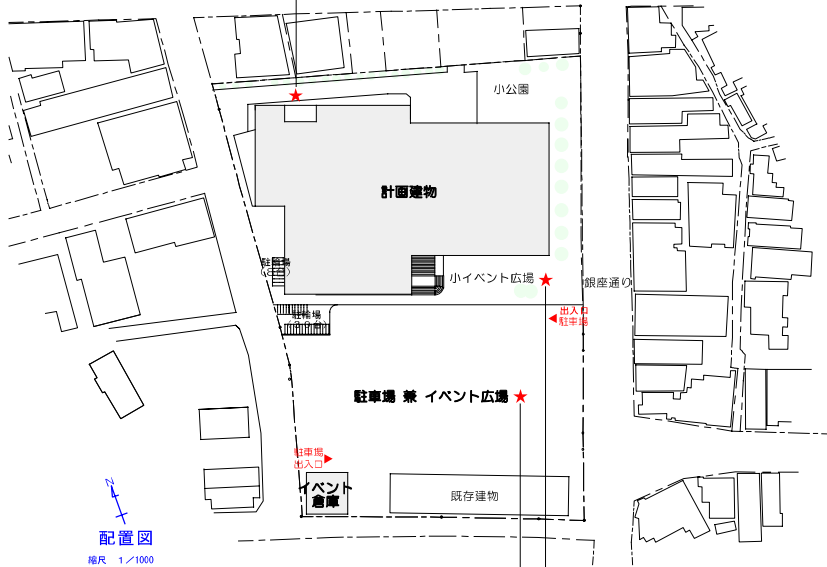 小公園
計画建物
駐輪場
小イベント広場
銀座通り
出入口
駐車場
駐輪場
駐車場 兼 イベント広場
駐車場
出入口
イベント
倉庫
既存建物
N
配置図
縮尺 1/1000